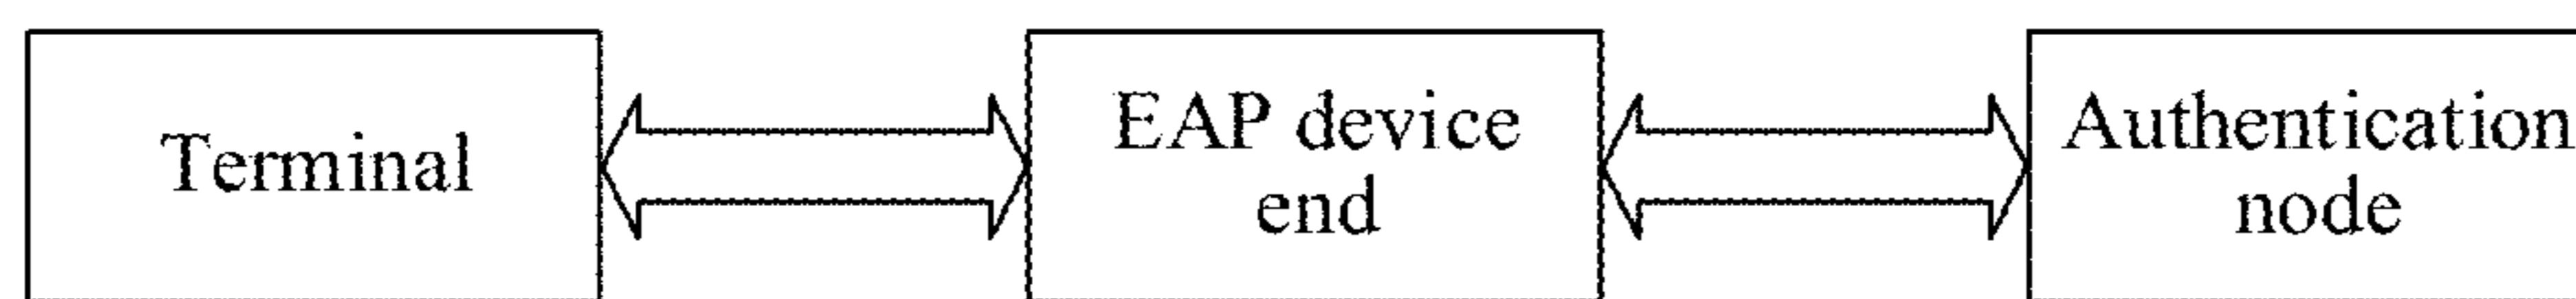 Terminal
EAP device
end
Authentication
node